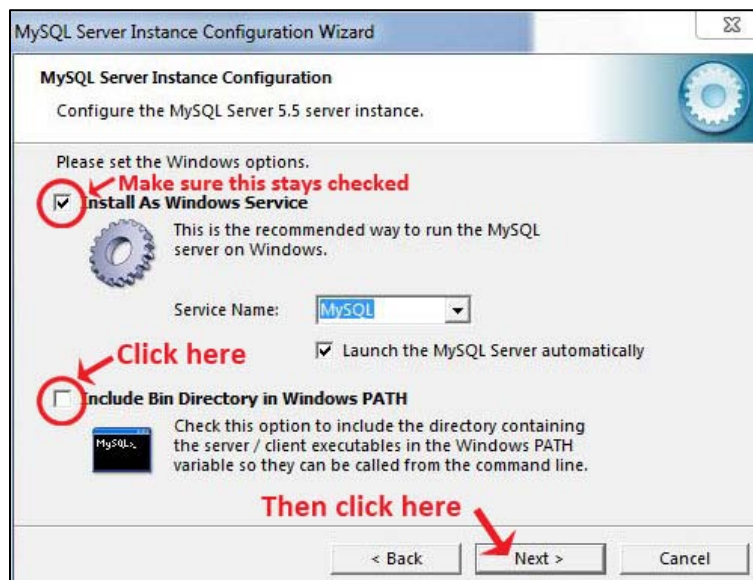 MySQL Server Instance Configuration Wizard
MySQL Server Instance Configuration
Configure the MySQL Server 5.5 server instance.
Please set the Windows options.
Make sure this stays checked
Install As Windows Service
This is the recommended way to run the MySQL
server on Windows.
Service Name:
MySQL
Launch the MySQL Server automatically
Click here
Include Bin Directory in Windows PATH
Check this option to include the directory containing
the server / client executables in the Windows PATH
variable so they can be called from the command line.
MySQL>_
Then click here
< Back
Next >
Cancel